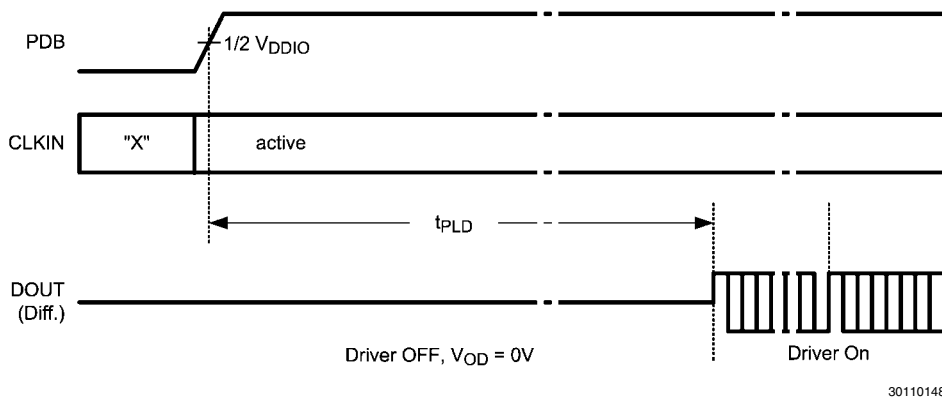 PDB
1/2 VDDIO
CLKIN
"X"
active
tPLD
DOUT
(Diff.)
Driver OFF, VOD = 0V
Driver On
30110148